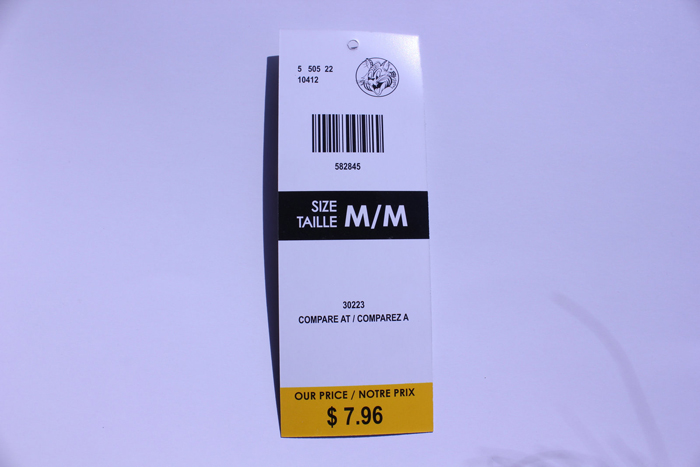 5 505 22
10412
582845
SIZE
TAILLE
M/M
30223
COMPARE AT / COMPAREZ A
OUR PRICE / NOTRE PRIX
$ 7.96